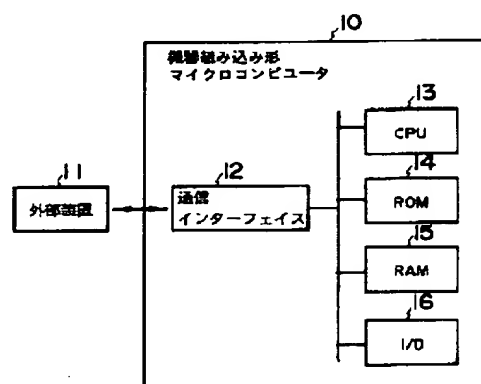 10
機器組み込み形
マイクロコンピュータ
13
CPU
11
外部装置
12
通信
インターフェイス
14
ROM
15
RAM
16
I/O